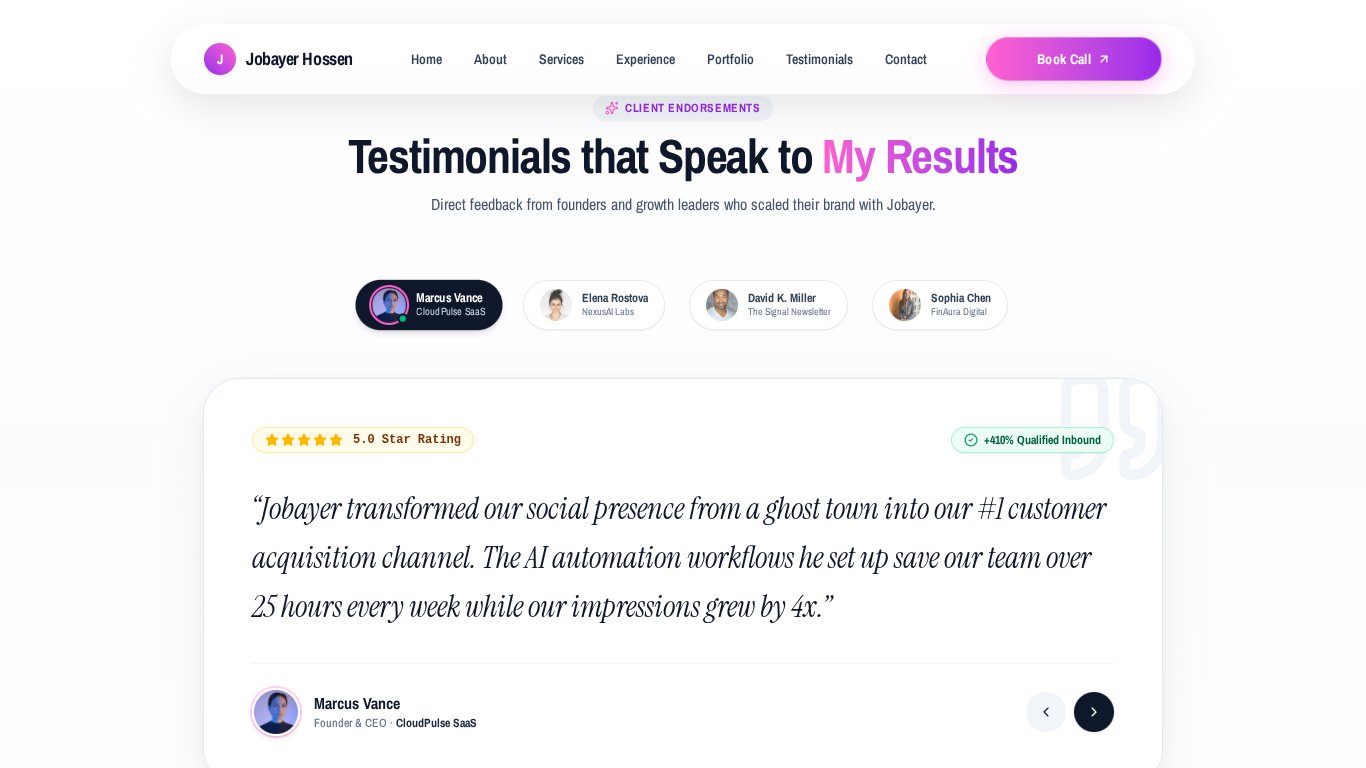 J Jobayer Hossen Home About Services Experience Portfolio Testimonials Contact Book Call
CLIENT ENDORSEMENTS
Testimonials that Speak to My Results
Direct feedback from founders and growth leaders who scaled their brand with Jobayer.
Marcus Vance
CloudPulse SaaS
Elena Rostova
NexusAI Labs
David K. Miller
The Signal Newsletter
Sophia Chen
FinAura Digital
5.0 Star Rating
+410% Qualified Inbound
“Jobayer transformed our social presence from a ghost town into our #1 customer
acquisition channel. The AI automation workflows he set up save our team over
25 hours every week while our impressions grew by 4x.”
Marcus Vance
Founder & CEO · CloudPulse SaaS